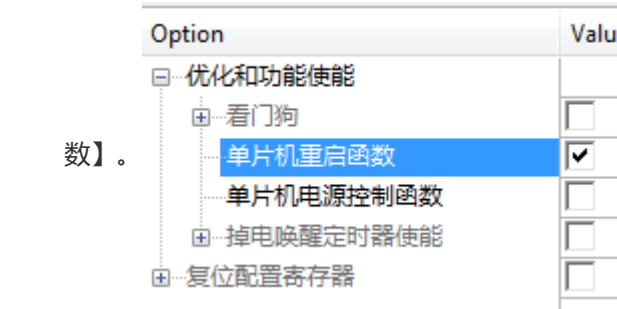 Option Valu
优化和功能使能
看门狗
数】。 单片机重启函数
单片机电源控制函数
掉电唤醒定时器使能
复位配置寄存器